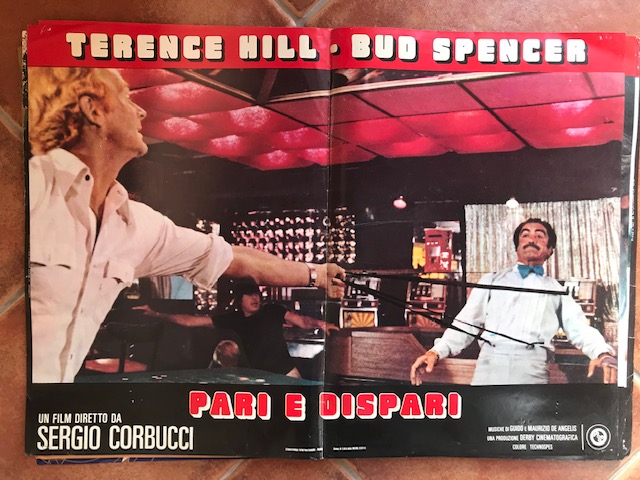 TERENCE HILL · BUD SPENCER
PARI E DISPARI
UN FILM DIRETTO DA
SERGIO CORBUCCI
MUSICHE DI GUIDO E MAURIZIO DE ANGELIS
UNA PRODUZIONE DERBY CINEMATOGRAFICA
COLORE TECHNOSPES